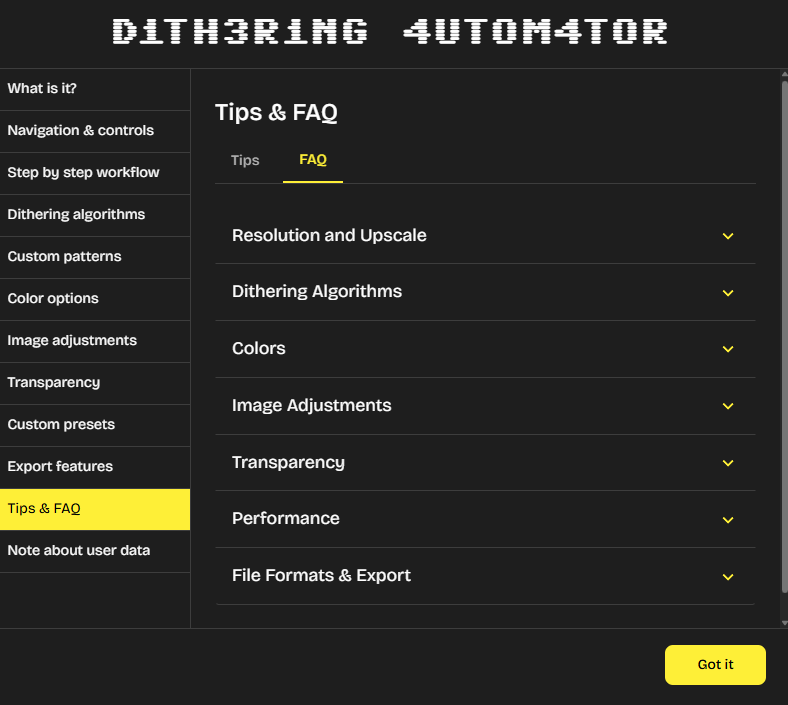 D1TH3R1NG 4UTOM4TOR
What is it?
Navigation & controls
Step by step workflow
Dithering algorithms
Custom patterns
Color options
Image adjustments
Transparency
Custom presets
Export features
Tips & FAQ
Note about user data
Tips & FAQ
Tips FAQ
Resolution and Upscale
Dithering Algorithms
Colors
Image Adjustments
Transparency
Performance
File Formats & Export
Got it